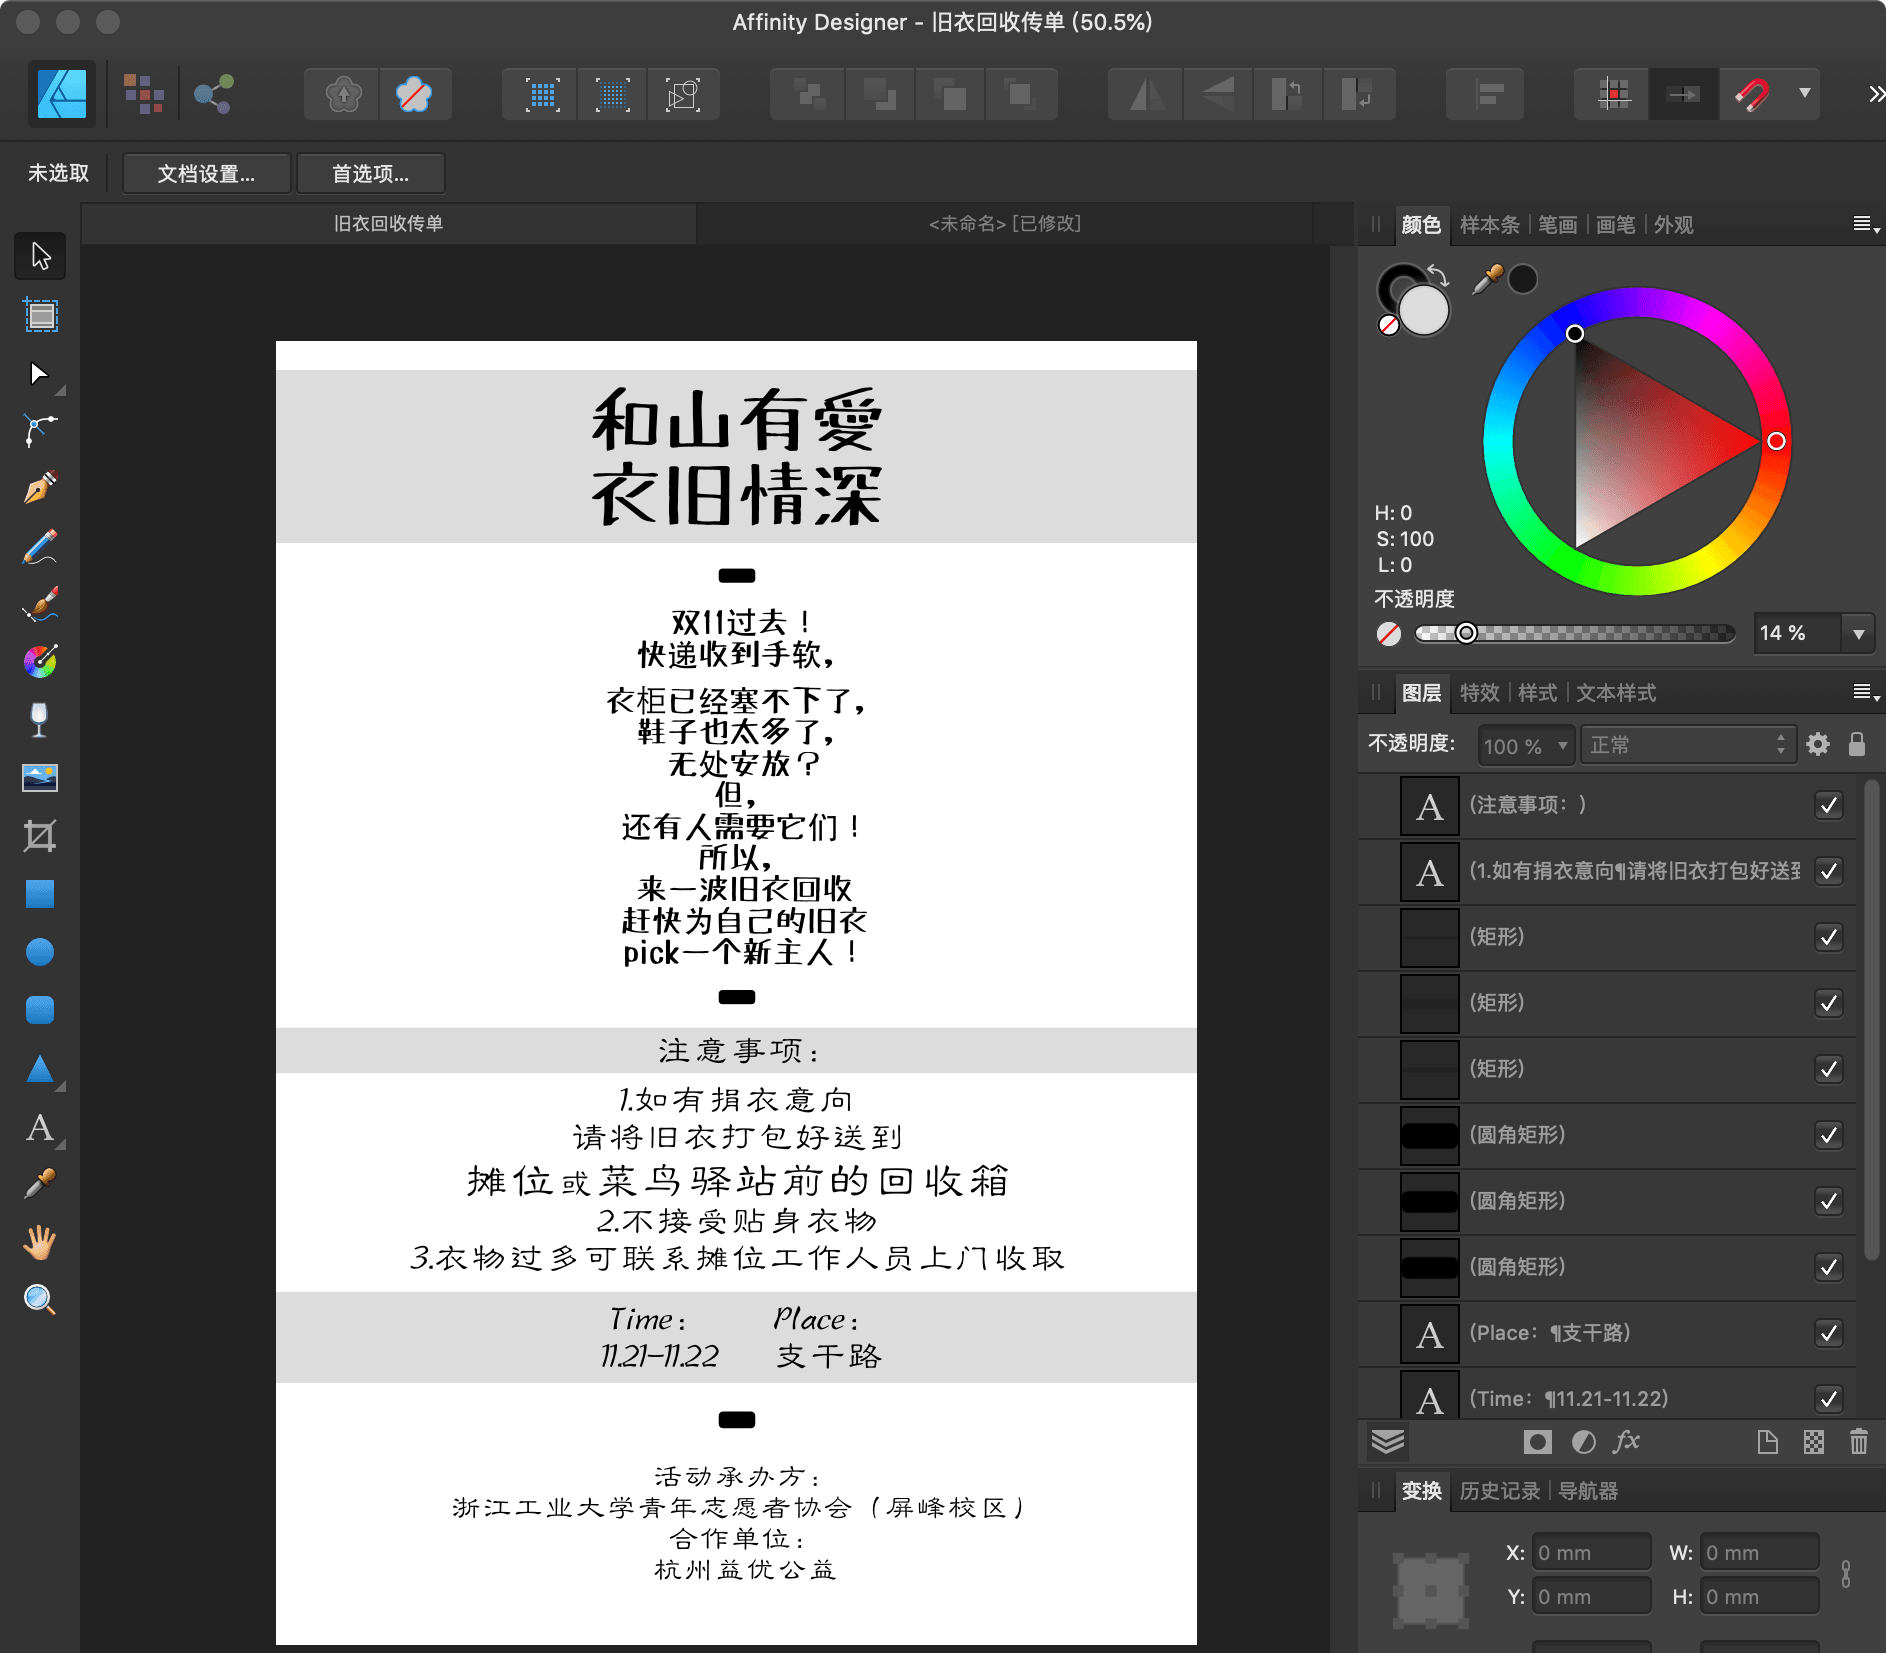 Affinity Designer - 旧衣回收传单 (50.5%)
未选取
文档设置...
首选项...
旧衣回收传单
<未命名> [已修改]
和山有愛
衣旧情深
双11过去！
快递收到手软，
衣柜已经塞不下了，
鞋子也太多了，
无处安放？
但，
还有人需要它们！
所以，
来一波旧衣回收
赶快为自己的旧衣
pick一个新主人！
注意事项：
1.如有捐衣意向
请将旧衣打包好送到
摊位或菜鸟驿站前的回收箱
2.不接受贴身衣物
3.衣物过多可联系摊位工作人员上门收取
Time：
11.21-11.22
Place：
支干路
活动承办方：
浙江工业大学青年志愿者协会（屏峰校区）
合作单位：
杭州益优公益
颜色 样本条 笔画 画笔 外观
H: 0
S: 100
L: 0
不透明度
14 %
图层 特效 样式 文本样式
不透明度: 100 % 正常
A (注意事项：)
A (1.如有捐衣意向¶请将旧衣打包好送到
(矩形)
(矩形)
(矩形)
(圆角矩形)
(圆角矩形)
(圆角矩形)
A (Place：¶支干路)
A (Time：¶11.21-11.22)
fx
变换 历史记录 导航器
X: 0 mm W: 0 mm
Y: 0 mm H: 0 mm